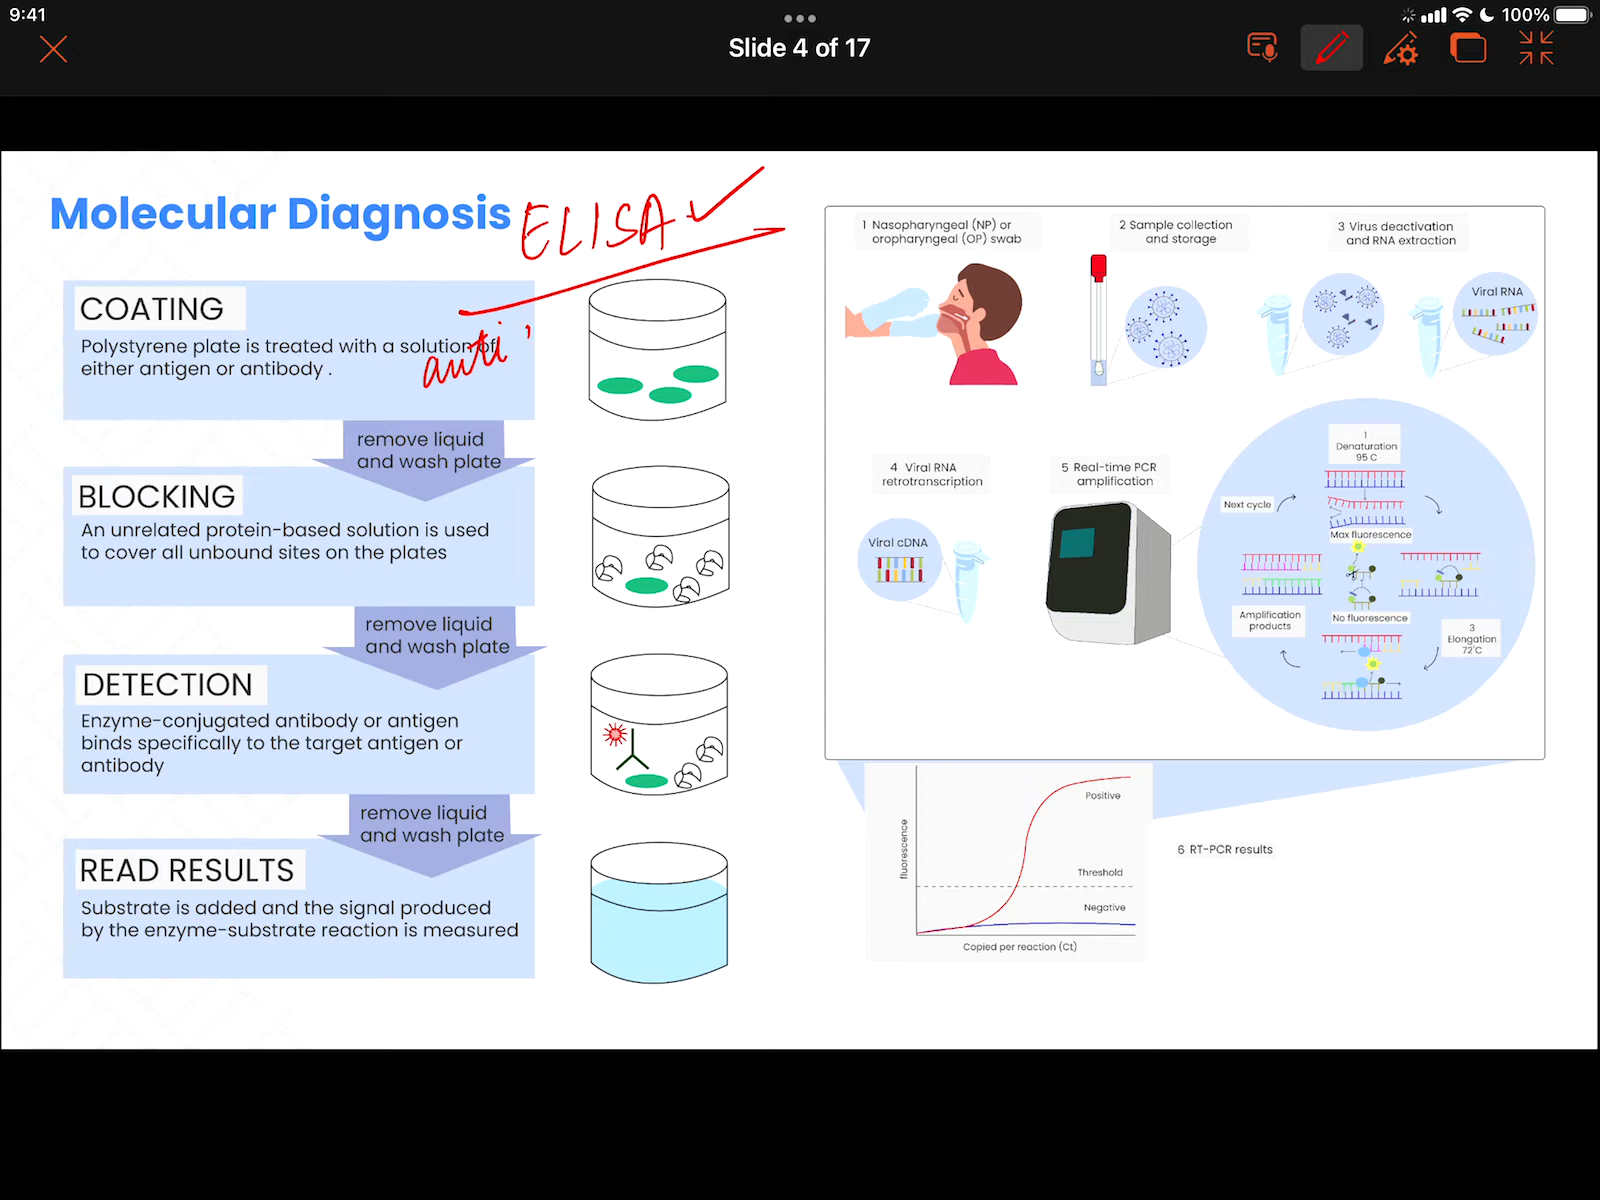 9:41
100%
Slide 4 of 17
Molecular Diagnosis
ELISA
COATING
Polystyrene plate is treated with a solution of
either antigen or antibody .
anti
remove liquid
and wash plate
BLOCKING
An unrelated protein-based solution is used
to cover all unbound sites on the plates
remove liquid
and wash plate
DETECTION
Enzyme-conjugated antibody or antigen
binds specifically to the target antigen or
antibody
remove liquid
and wash plate
READ RESULTS
Substrate is added and the signal produced
by the enzyme-substrate reaction is measured
1 Nasopharyngeal (NP) or
oropharyngeal (OP) swab
2 Sample collection
and storage
3 Virus deactivation
and RNA extraction
Viral RNA
4 Viral RNA
retrotranscription
Viral cDNA
5 Real-time PCR
amplification
1
Denaturation
95 C
Next cycle
Max fluorescence
Amplification
products
No fluorescence
3
Elongation
72°C
fluorescence
Positive
Threshold
Negative
Copied per reaction (Ct)
6 RT-PCR results